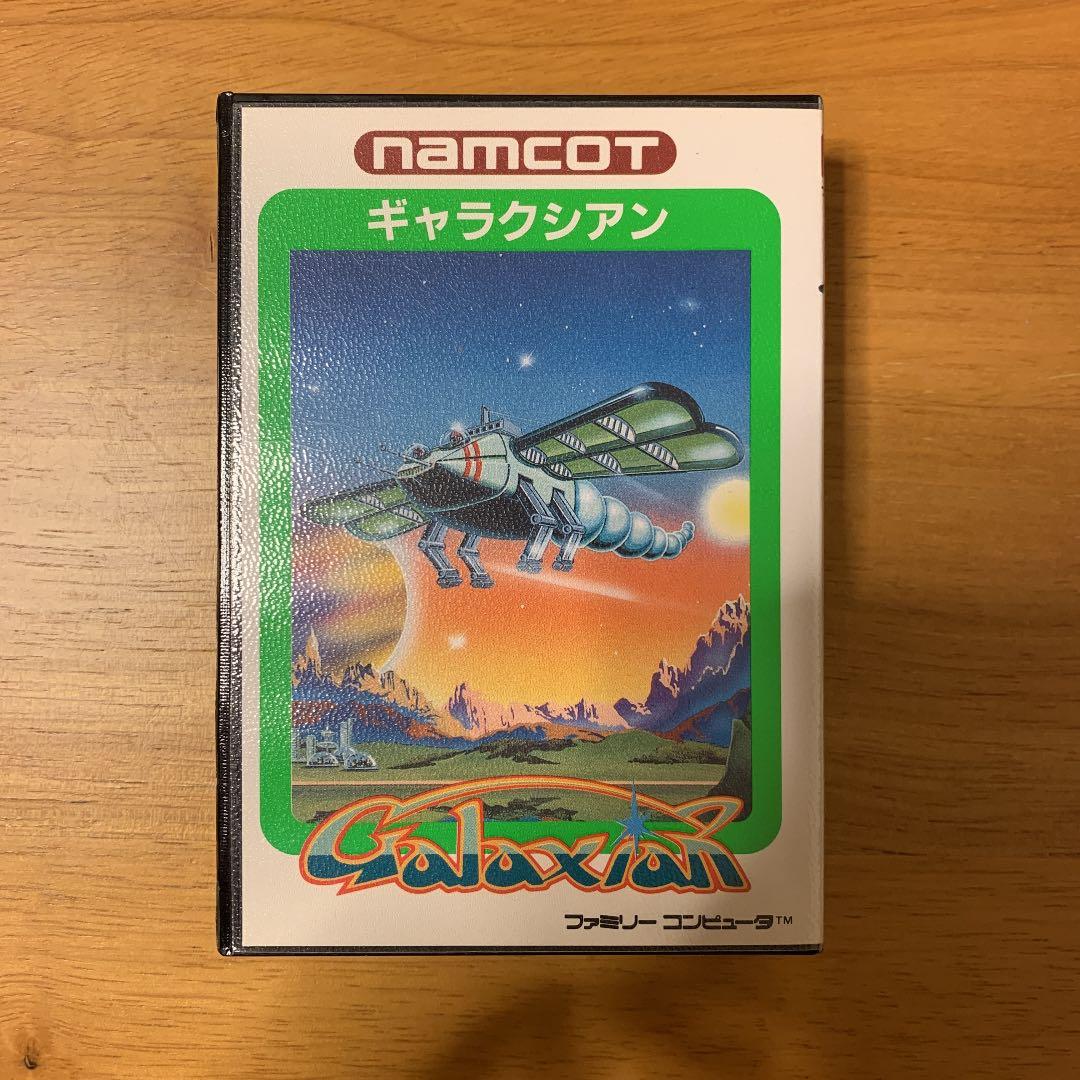 namcot
ギャラクシアン
Galaxian
ファミリー コンピュータ™